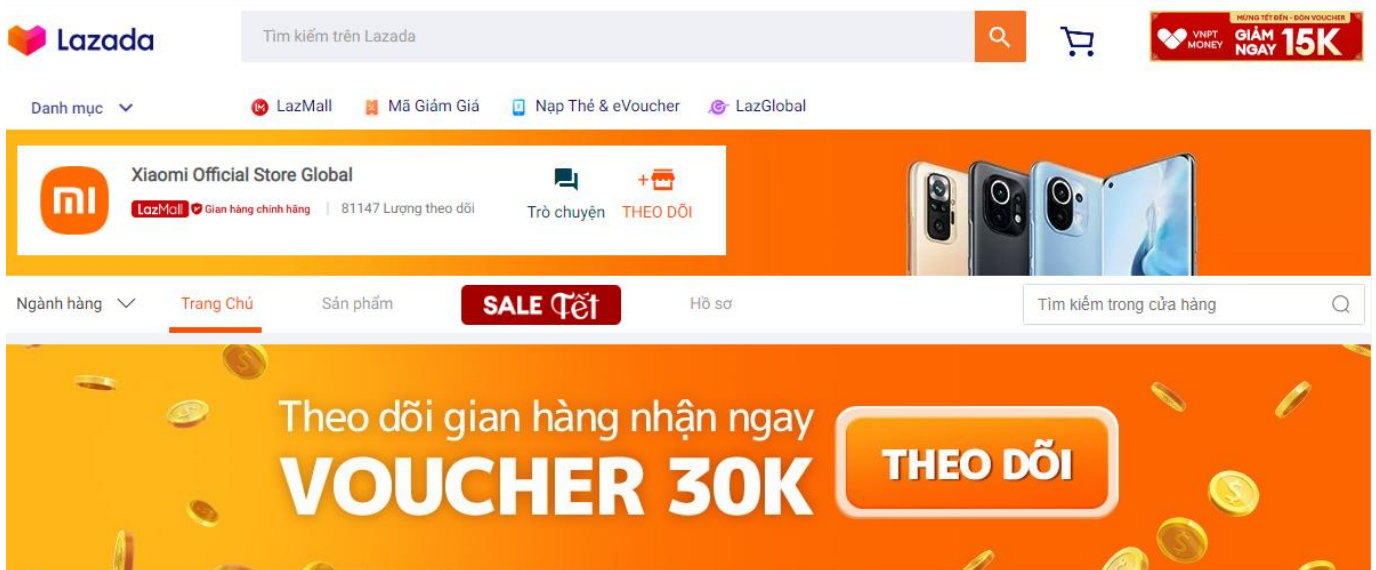 Lazada
Tìm kiếm trên Lazada
MỪNG TẾT ĐẾN - ĐÓN VOUCHER
VNPT MONEY
GIẢM NGAY 15K
Danh mục
LazMall
Mã Giảm Giá
Nạp Thẻ & eVoucher
LazGlobal
Xiaomi Official Store Global
LazMall Gian hàng chính hãng | 81147 Lượng theo dõi
Trò chuyện
+
THEO DÕI
Ngành hàng
Trang Chủ
Sản phẩm
SALE Tết
Hồ sơ
Tìm kiếm trong cửa hàng
Theo dõi gian hàng nhận ngay
VOUCHER 30K
THEO DÕI